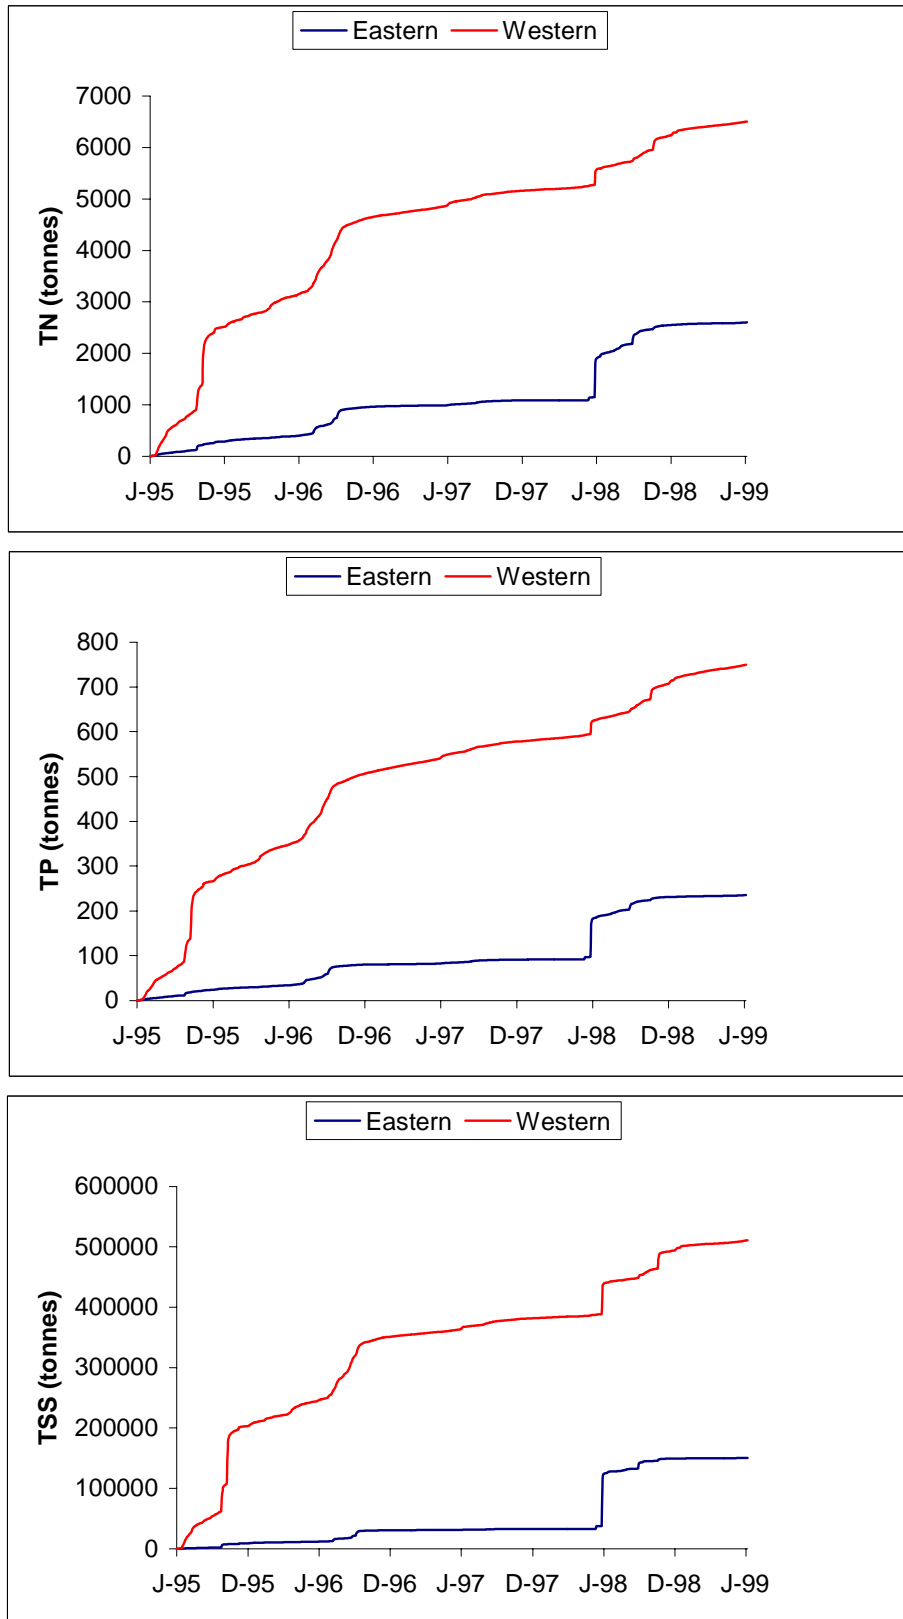 Eastern Western
7000
6000
5000
4000
3000
2000
1000
0
TN (tonnes)
J-95 D-95 J-96 D-96 J-97 D-97 J-98 D-98 J-99
Eastern Western
800
700
600
500
400
300
200
100
0
TP (tonnes)
J-95 D-95 J-96 D-96 J-97 D-97 J-98 D-98 J-99
Eastern Western
600000
500000
400000
300000
200000
100000
0
TSS (tonnes)
J-95 D-95 J-96 D-96 J-97 D-97 J-98 D-98 J-99